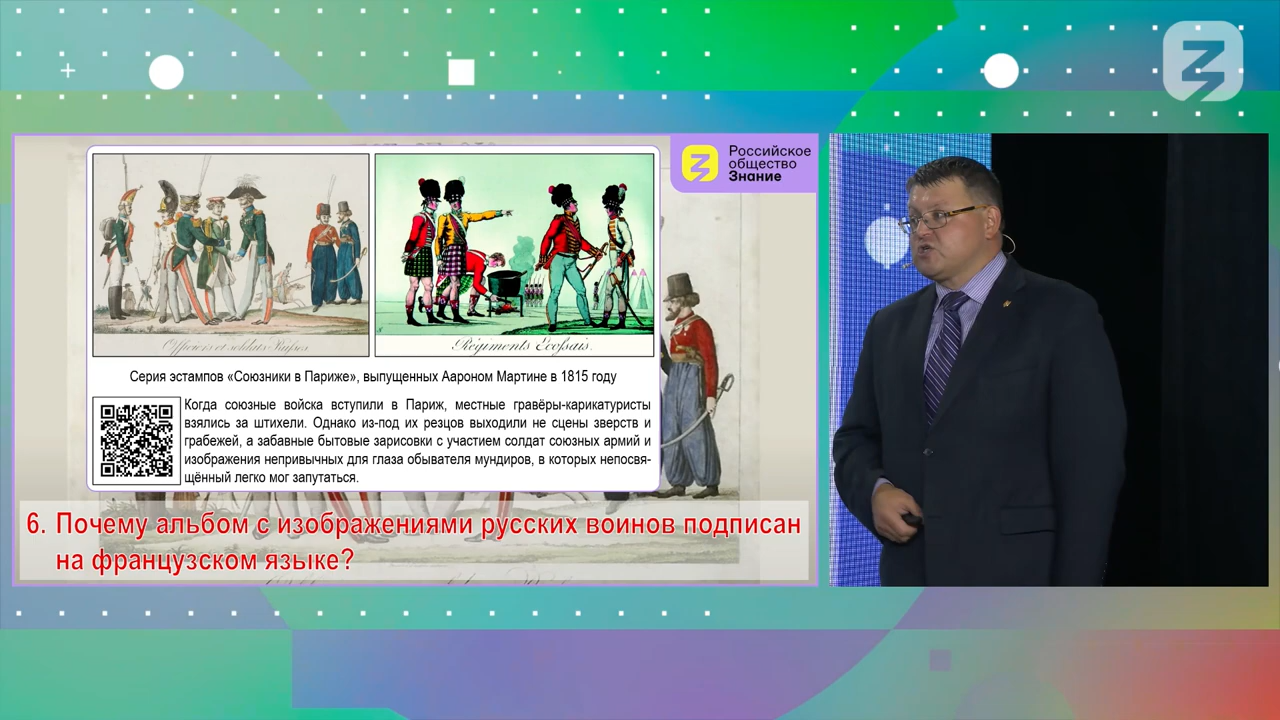 Российское
общество
Знание
Officiers et soldats Russes.
Régiments Écossais.
Серия эстампов «Союзники в Париже», выпущенных Аароном Мартине в 1815 году
Когда союзные войска вступили в Париж, местные гравёры-карикатуристы
взялись за штихели. Однако из-под их резцов выходили не сцены зверств и
грабежей, а забавные бытовые зарисовки с участием солдат союзных армий и
изображения непривычных для глаза обывателя мундиров, в которых непосвя-
щённый легко мог запутаться.
6. Почему альбом с изображениями русских воинов подписан
на французском языке?